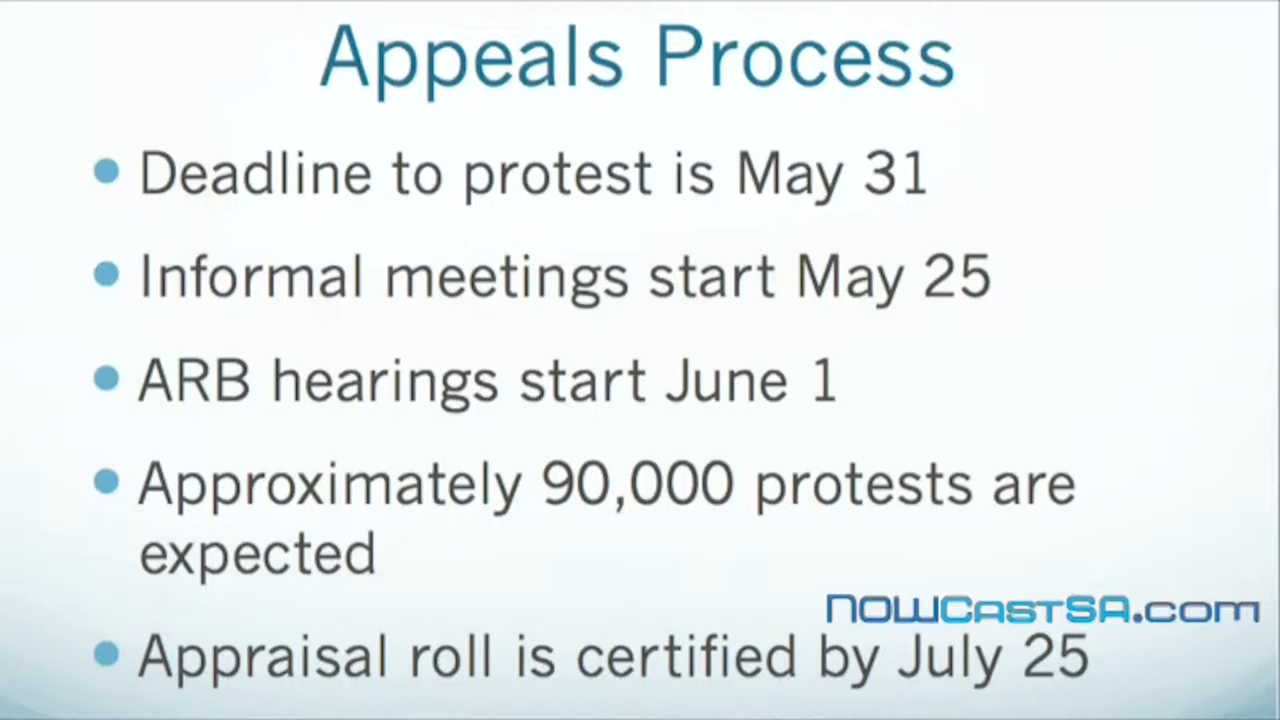 Appeals Process
Deadline to protest is May 31
Informal meetings start May 25
ARB hearings start June 1
Approximately 90,000 protests are
expected
NOWCastSA.com
Appraisal roll is certified by July 25